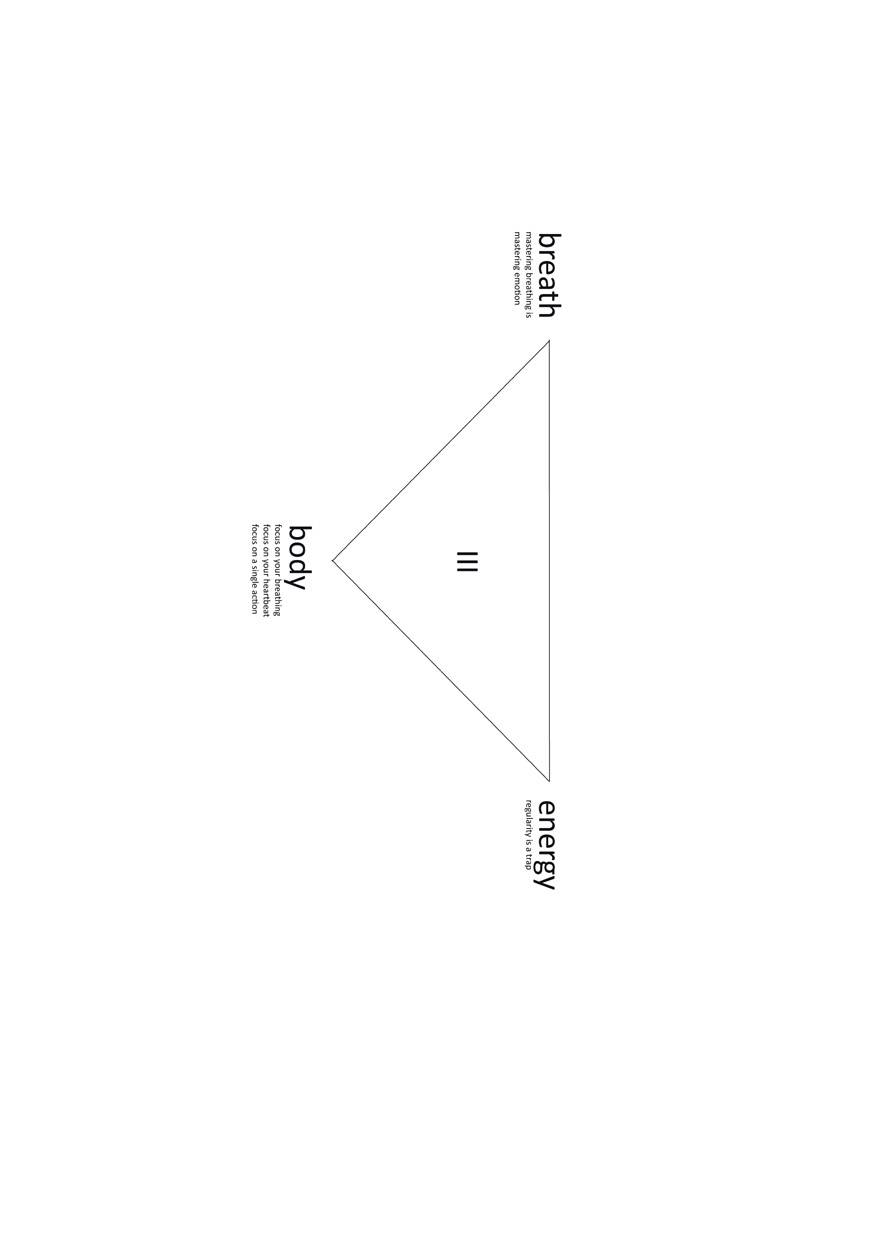 breath
mastering breathing is
mastering emotion
energy
regularity is a trap
III
body
focus on your breathing
focus on your heartbeat
focus on a single action